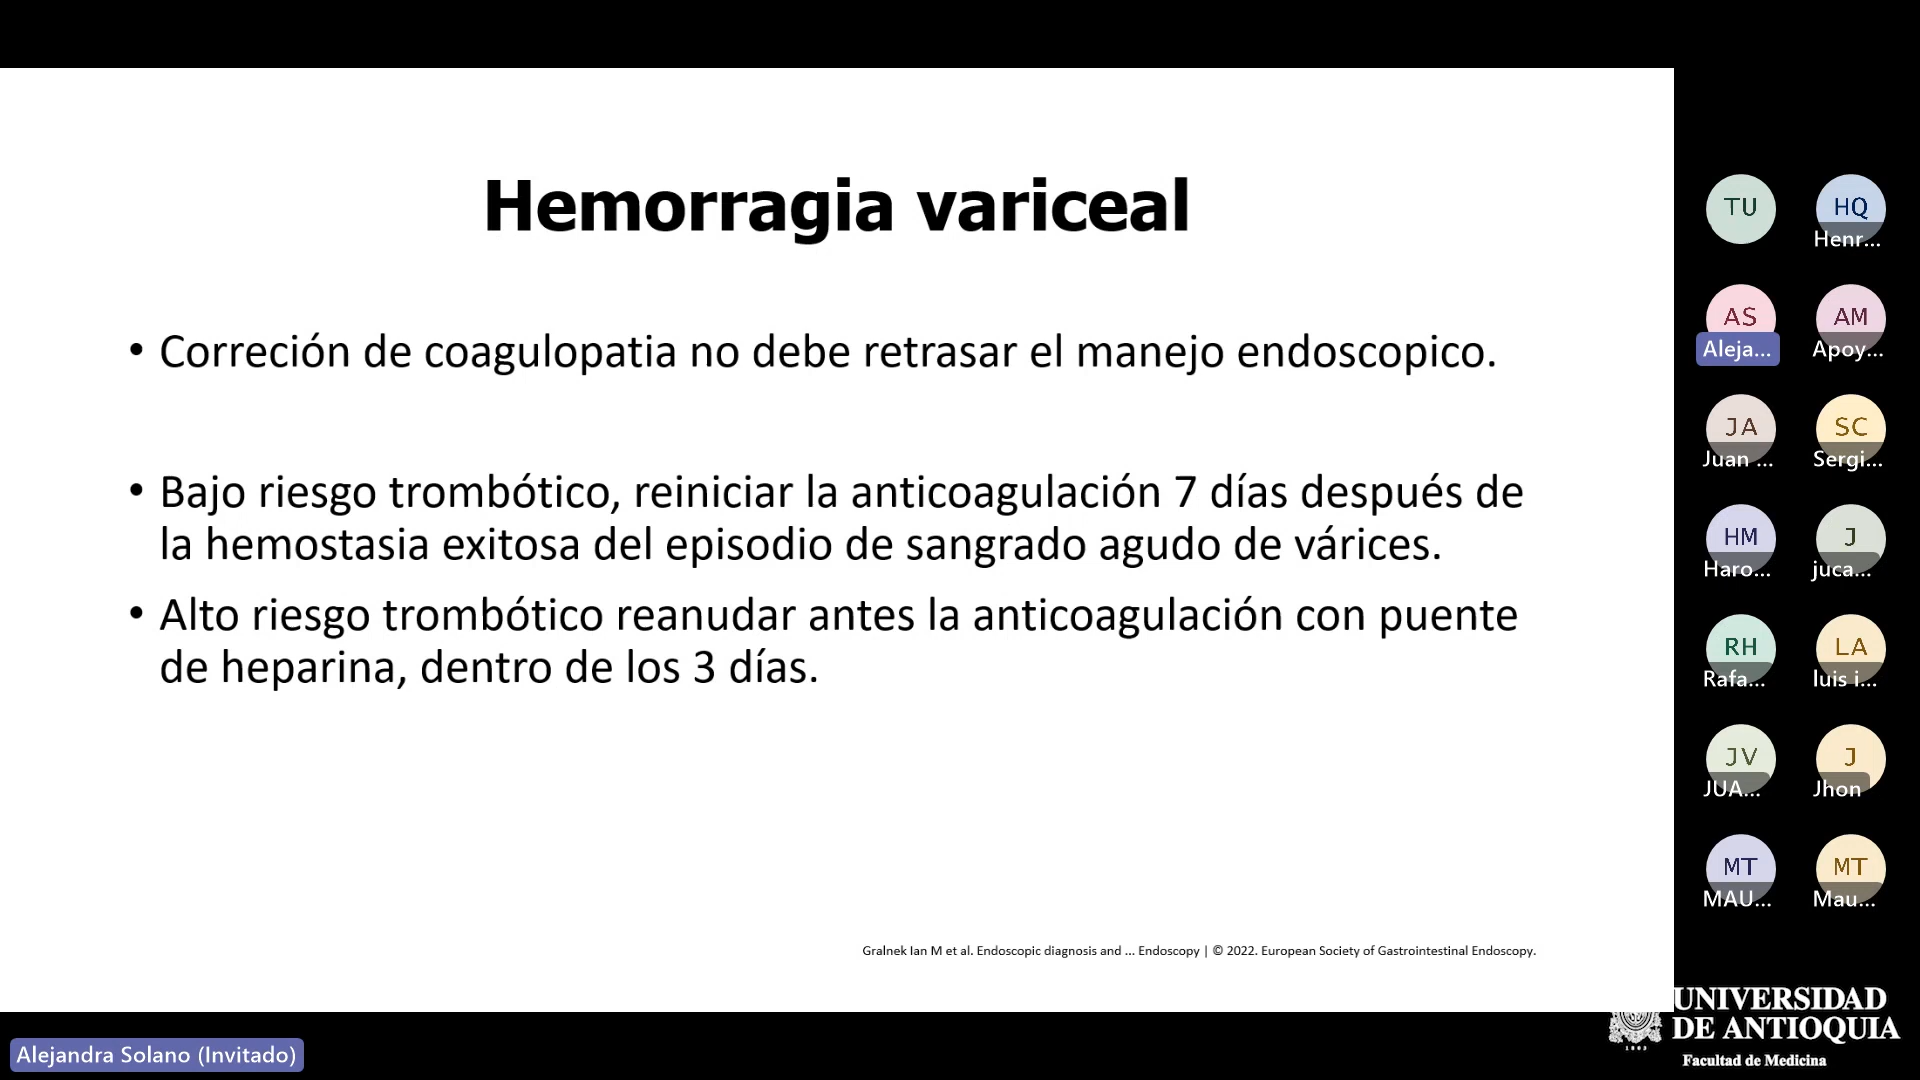 Hemorragia variceal
• Correción de coagulopatia no debe retrasar el manejo endoscopico.
• Bajo riesgo trombótico, reiniciar la anticoagulación 7 días después de
la hemostasia exitosa del episodio de sangrado agudo de várices.
• Alto riesgo trombótico reanudar antes la anticoagulación con puente
de heparina, dentro de los 3 días.
Gralnek Ian M et al. Endoscopic diagnosis and ... Endoscopy | © 2022. European Society of Gastrointestinal Endoscopy.
TU
HQ
Henr...
AS
Aleja...
AM
Apoy...
JA
Juan ...
SC
Sergi...
HM
Haro...
J
juca...
RH
Rafa...
LA
luis i...
JV
JUA...
J
Jhon
MT
MAU...
MT
Mau...
UNIVERSIDAD
DE ANTIOQUIA
1803
Facultad de Medicina
Alejandra Solano (Invitado)